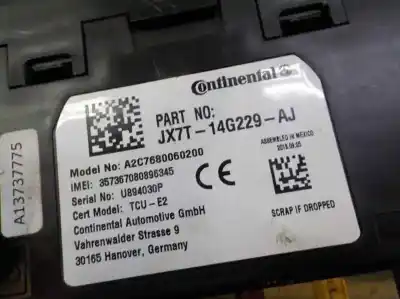 Continental
PART NO:
JX7T-14G229-AJ
Model No: A2C7680060200
IMEI: 357367080896345
Serial No: U894030P
Cert Model: TCU-E2
Continental Automotive GmbH
Vahrenwalder Strasse 9
30165 Hanover, Germany
ASSEMBLED IN MEXICO
SCRAP IF DROPPED
A13737775